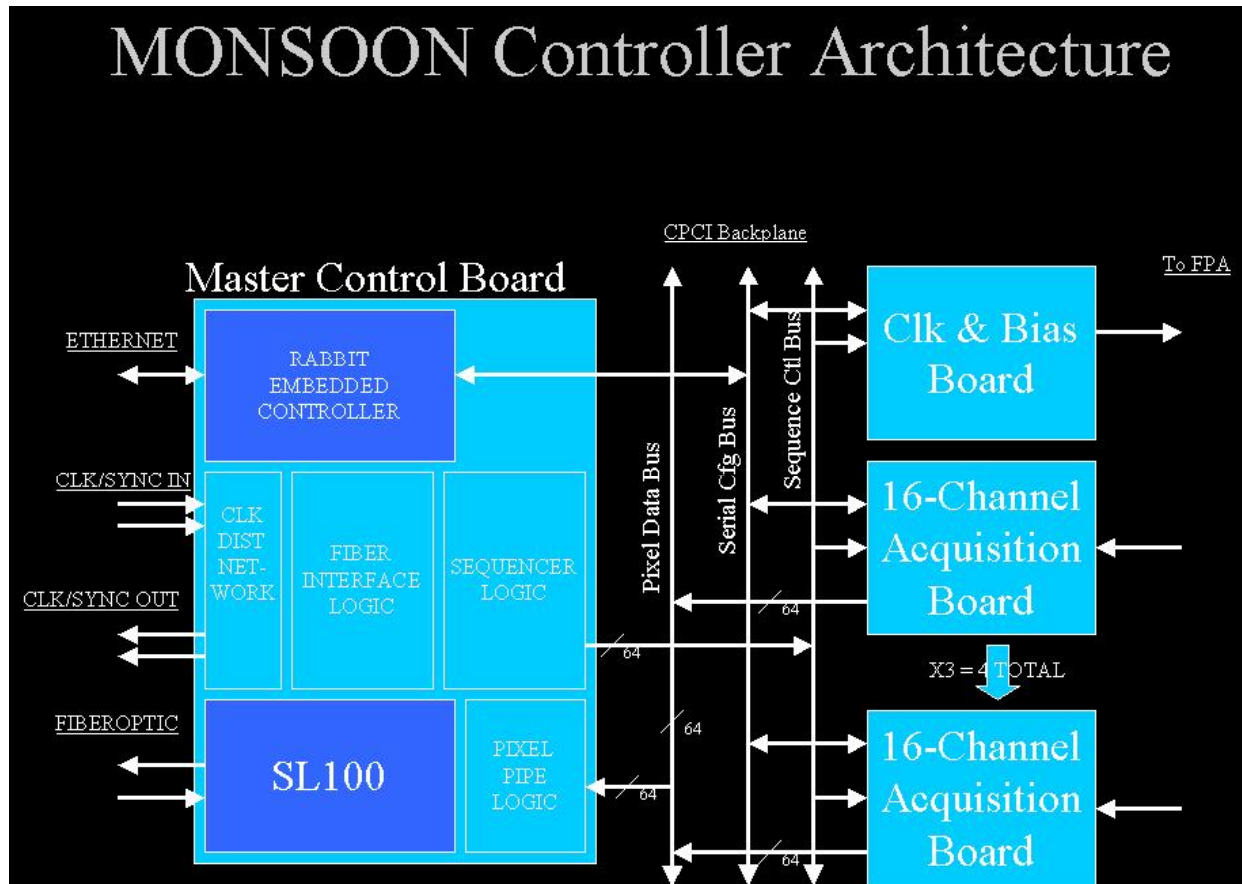 MONSOON Controller Architecture
CPCI Backplane
To FPA
Master Control Board
ETHERNET
RABBIT
EMBEDDED
CONTROLLER
CLK/SYNC IN
CLK
DIST
NET-
WORK
FIBER
INTERFACE
LOGIC
SEQUENCER
LOGIC
CLK/SYNC OUT
64
FIBEROPTIC
SL100
PIXEL
PIPE
LOGIC
64
Pixel Data Bus
64
Serial Cfg Bus
Sequence Ctl Bus
Clk & Bias
Board
16-Channel
Acquisition
Board
64
X3 = 4 TOTAL
16-Channel
Acquisition
Board
64